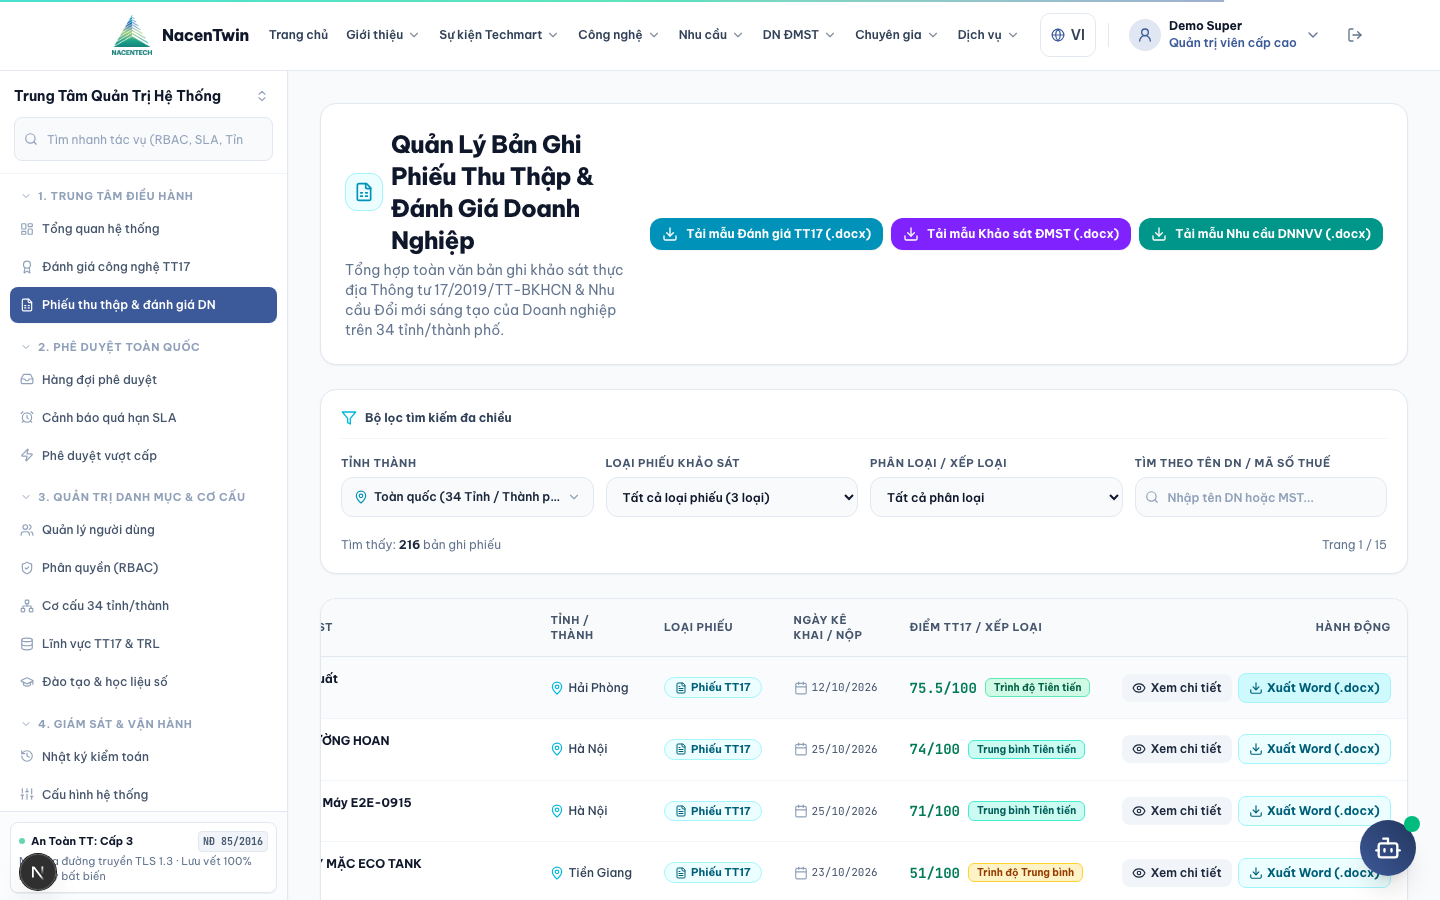 NACENTECH
NacenTwin
Trang chủ
Giới thiệu
Sự kiện Techmart
Công nghệ
Nhu cầu
DN ĐMST
Chuyên gia
Dịch vụ
VI
Demo Super
Quản trị viên cấp cao
Trung Tâm Quản Trị Hệ Thống
Tìm nhanh tác vụ (RBAC, SLA, Tỉn
1. TRUNG TÂM ĐIỀU HÀNH
Tổng quan hệ thống
Đánh giá công nghệ TT17
Phiếu thu thập & đánh giá DN
2. PHÊ DUYỆT TOÀN QUỐC
Hàng đợi phê duyệt
Cảnh báo quá hạn SLA
Phê duyệt vượt cấp
3. QUẢN TRỊ DANH MỤC & CƠ CẤU
Quản lý người dùng
Phân quyền (RBAC)
Cơ cấu 34 tỉnh/thành
Lĩnh vực TT17 & TRL
Đào tạo & học liệu số
4. GIÁM SÁT & VẬN HÀNH
Nhật ký kiểm toán
Cấu hình hệ thống
An Toàn TT: Cấp 3
NĐ 85/2016
đường truyền TLS 1.3 · Lưu vết 100%
bất biến
N
Quản Lý Bản Ghi
Phiếu Thu Thập &
Đánh Giá Doanh
Nghiệp
Tổng hợp toàn văn bản ghi khảo sát thực
địa Thông tư 17/2019/TT-BKHCN & Nhu
cầu Đổi mới sáng tạo của Doanh nghiệp
trên 34 tỉnh/thành phố.
Tải mẫu Đánh giá TT17 (.docx)
Tải mẫu Khảo sát ĐMST (.docx)
Tải mẫu Nhu cầu DNNVV (.docx)
Bộ lọc tìm kiếm đa chiều
TỈNH THÀNH
LOẠI PHIẾU KHẢO SÁT
PHÂN LOẠI / XẾP LOẠI
TÌM THEO TÊN DN / MÃ SỐ THUẾ
Toàn quốc (34 Tỉnh / Thành p...
Tất cả loại phiếu (3 loại)
Tất cả phân loại
Nhập tên DN hoặc MST...
Tìm thấy: 216 bản ghi phiếu
Trang 1 / 15
ST
TỈNH /
THÀNH
LOẠI PHIẾU
NGÀY KÊ
KHAI / NỘP
ĐIỂM TT17 / XẾP LOẠI
HÀNH ĐỘNG
uất
Hải Phòng
Phiếu TT17
12/10/2026
75.5/100
Trình độ Tiên tiến
Xem chi tiết
Xuất Word (.docx)
ƯỜNG HOAN
Hà Nội
Phiếu TT17
25/10/2026
74/100
Trung bình Tiên tiến
Xem chi tiết
Xuất Word (.docx)
Máy E2E-0915
Hà Nội
Phiếu TT17
25/10/2026
71/100
Trung bình Tiên tiến
Xem chi tiết
Xuất Word (.docx)
MẶC ECO TANK
Tiền Giang
Phiếu TT17
23/10/2026
51/100
Trình độ Trung bình
Xem chi tiết
Xuất Word (.docx)